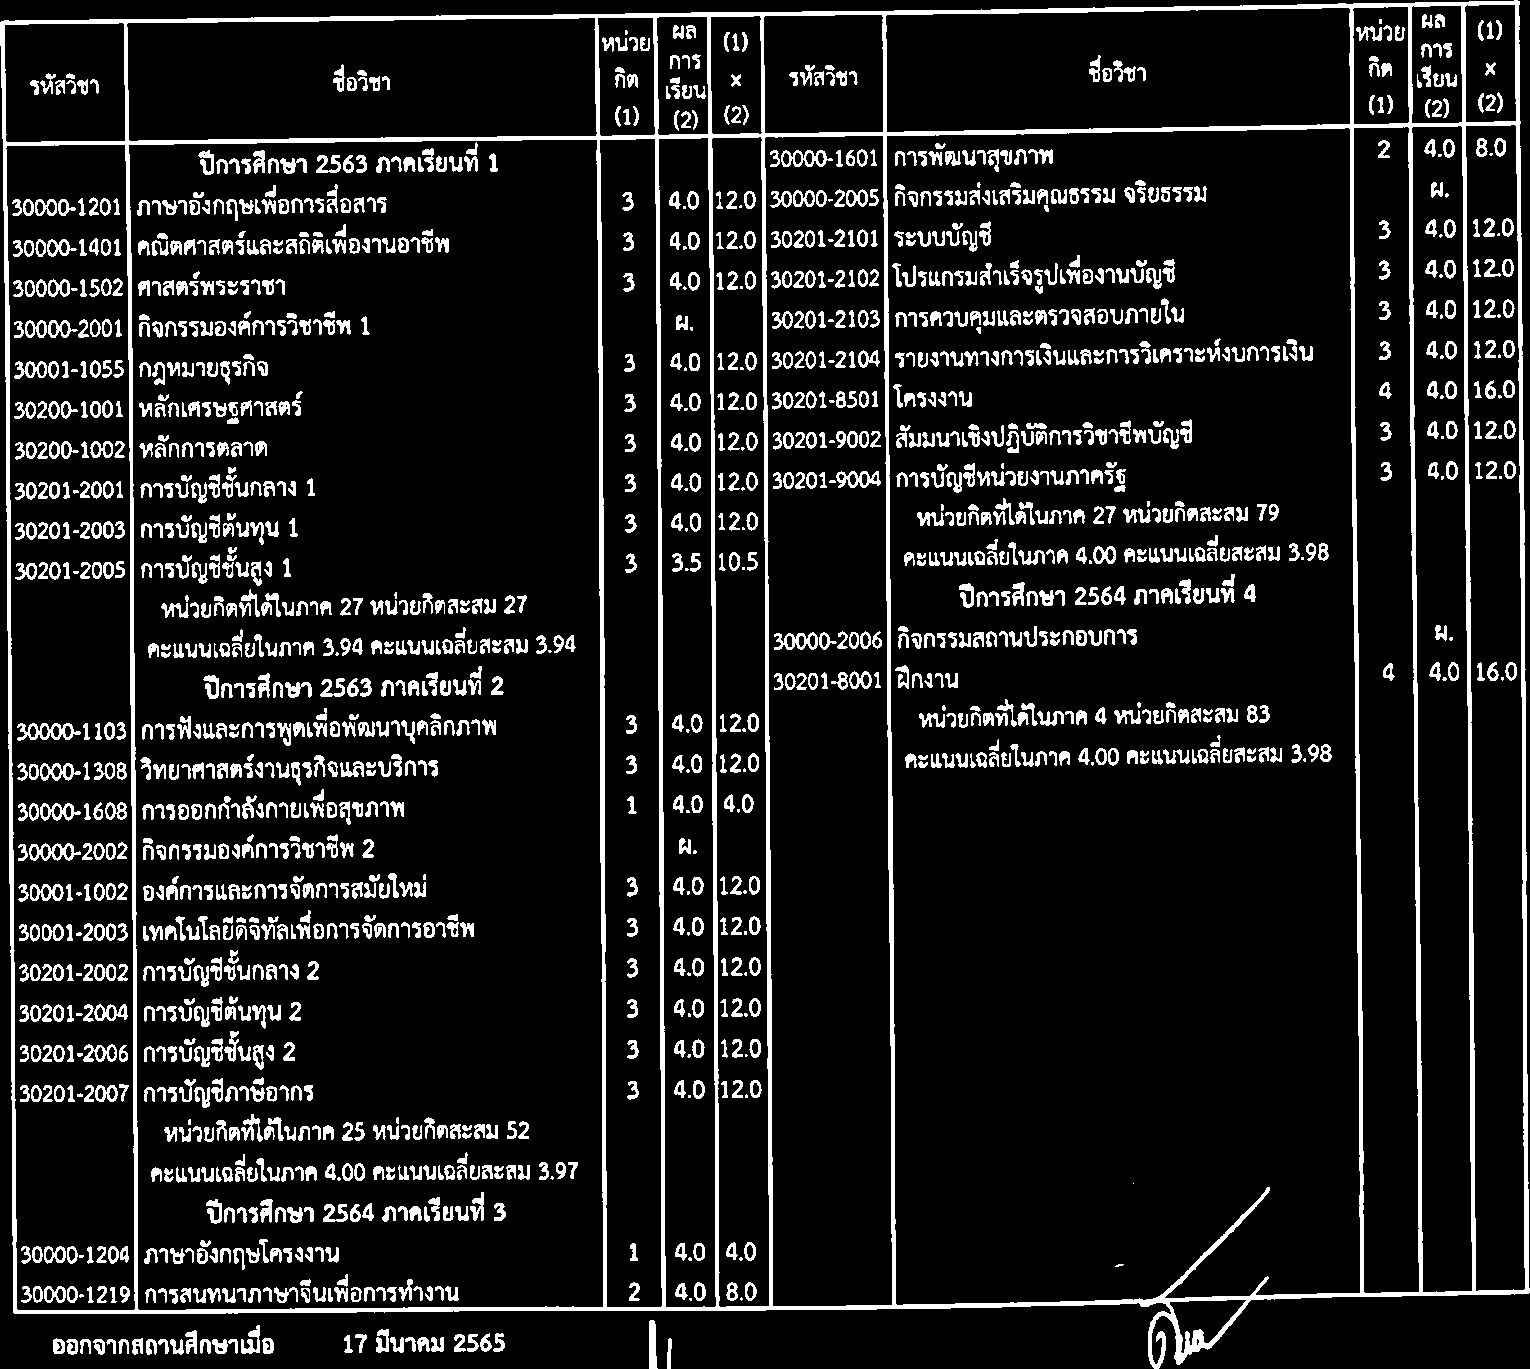 รหัสวิชา ชื่อวิชา หน่วยกิต (1) ผลการเรียน (2) (1) x (2)
ปีการศึกษา 2563 ภาคเรียนที่ 1
30000-1201 ภาษาอังกฤษเพื่อการสื่อสาร 3 4.0 12.0
30000-1401 คณิตศาสตร์และสถิติเพื่องานอาชีพ 3 4.0 12.0
30000-1502 ศาสตร์พระราชา 3 4.0 12.0
30000-2001 กิจกรรมองค์การวิชาชีพ 1 ผ.
30001-1055 กฎหมายธุรกิจ 3 4.0 12.0
30200-1001 หลักเศรษฐศาสตร์ 3 4.0 12.0
30200-1002 หลักการตลาด 3 4.0 12.0
30201-2001 การบัญชีชั้นกลาง 1 3 4.0 12.0
30201-2003 การบัญชีต้นทุน 1 3 4.0 12.0
30201-2005 การบัญชีชั้นสูง 1 3 3.5 10.5
หน่วยกิตที่ได้ในภาค 27 หน่วยกิตสะสม 27
คะแนนเฉลี่ยในภาค 3.94 คะแนนเฉลี่ยสะสม 3.94
ปีการศึกษา 2563 ภาคเรียนที่ 2
30000-1103 การฟังและการพูดเพื่อพัฒนาบุคลิกภาพ 3 4.0 12.0
30000-1308 วิทยาศาสตร์งานธุรกิจและบริการ 3 4.0 12.0
30000-1608 การออกกำลังกายเพื่อสุขภาพ 1 4.0 4.0
30000-2002 กิจกรรมองค์การวิชาชีพ 2 ผ.
30001-1002 องค์การและการจัดการสมัยใหม่ 3 4.0 12.0
30001-2003 เทคโนโลยีดิจิทัลเพื่อการจัดการอาชีพ 3 4.0 12.0
30201-2002 การบัญชีชั้นกลาง 2 3 4.0 12.0
30201-2004 การบัญชีต้นทุน 2 3 4.0 12.0
30201-2006 การบัญชีชั้นสูง 2 3 4.0 12.0
30201-2007 การบัญชีภาษีอากร 3 4.0 12.0
หน่วยกิตที่ได้ในภาค 25 หน่วยกิตสะสม 52
คะแนนเฉลี่ยในภาค 4.00 คะแนนเฉลี่ยสะสม 3.97
ปีการศึกษา 2564 ภาคเรียนที่ 3
30000-1204 ภาษาอังกฤษโครงงาน 1 4.0 4.0
30000-1219 การสนทนาภาษาจีนเพื่อการทำงาน 2 4.0 8.0
รหัสวิชา ชื่อวิชา หน่วยกิต (1) ผลการเรียน (2) (1) x (2)
30000-1601 การพัฒนาสุขภาพ 2 4.0 8.0
30000-2005 กิจกรรมส่งเสริมคุณธรรม จริยธรรม ผ.
30201-2101 ระบบบัญชี 3 4.0 12.0
30201-2102 โปรแกรมสำเร็จรูปเพื่องานบัญชี 3 4.0 12.0
30201-2103 การควบคุมและตรวจสอบภายใน 3 4.0 12.0
30201-2104 รายงานทางการเงินและการวิเคราะห์งบการเงิน 3 4.0 12.0
30201-8501 โครงงาน 4 4.0 16.0
30201-9002 สัมมนาเชิงปฏิบัติการวิชาชีพบัญชี 3 4.0 12.0
30201-9004 การบัญชีหน่วยงานภาครัฐ 3 4.0 12.0
หน่วยกิตที่ได้ในภาค 27 หน่วยกิตสะสม 79
คะแนนเฉลี่ยในภาค 4.00 คะแนนเฉลี่ยสะสม 3.98
ปีการศึกษา 2564 ภาคเรียนที่ 4
30000-2006 กิจกรรมสถานประกอบการ ผ.
30201-8001 ฝึกงาน 4 4.0 16.0
หน่วยกิตที่ได้ในภาค 4 หน่วยกิตสะสม 83
คะแนนเฉลี่ยในภาค 4.00 คะแนนเฉลี่ยสะสม 3.98
ออกจากสถานศึกษาเมื่อ 17 มีนาคม 2565